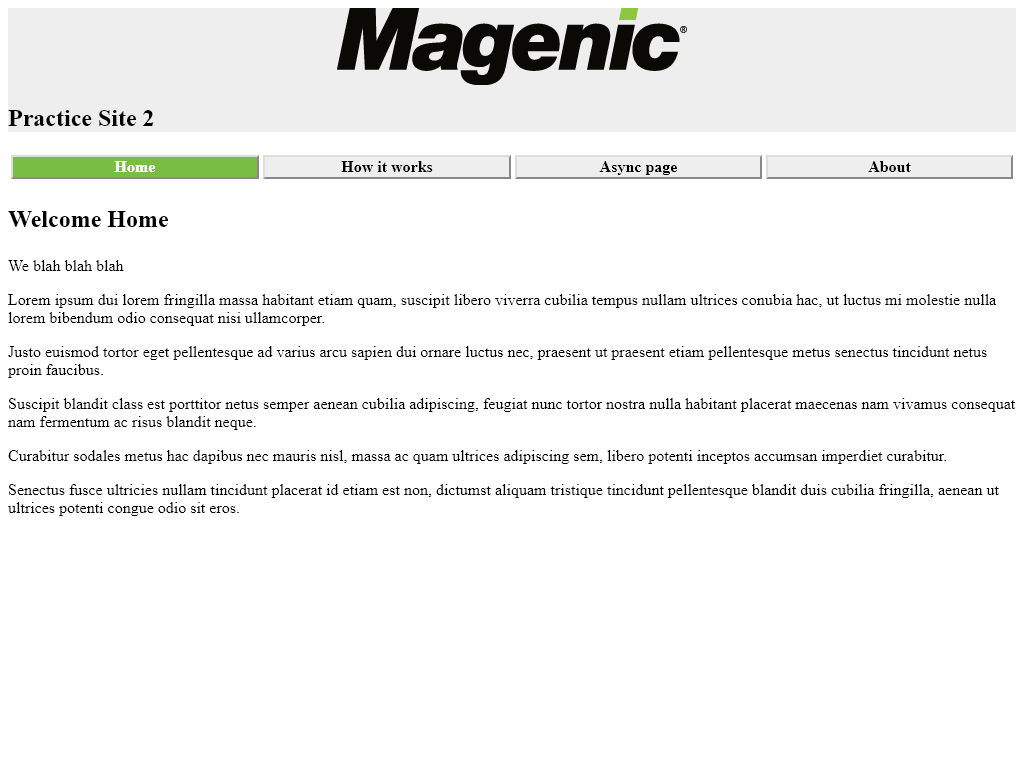 Magenic®
Practice Site 2
Home
How it works
Async page
About
Welcome Home
We blah blah blah
Lorem ipsum dui lorem fringilla massa habitant etiam quam, suscipit libero viverra cubilia tempus nullam ultrices conubia hac, ut luctus mi molestie nulla
lorem bibendum odio consequat nisi ullamcorper.
Justo euismod tortor eget pellentesque ad varius arcu sapien dui ornare luctus nec, praesent ut praesent etiam pellentesque metus senectus tincidunt netus
proin faucibus.
Suscipit blandit class est porttitor netus semper aenean cubilia adipiscing, feugiat nunc tortor nostra nulla habitant placerat maecenas nam vivamus consequat
nam fermentum ac risus blandit neque.
Curabitur sodales metus hac dapibus nec mauris nisl, massa ac quam ultrices adipiscing sem, libero potenti inceptos accumsan imperdiet curabitur.
Senectus fusce ultricies nullam tincidunt placerat id etiam est non, dictumst aliquam tristique tincidunt pellentesque blandit duis cubilia fringilla, aenean ut
ultrices potenti congue odio sit eros.